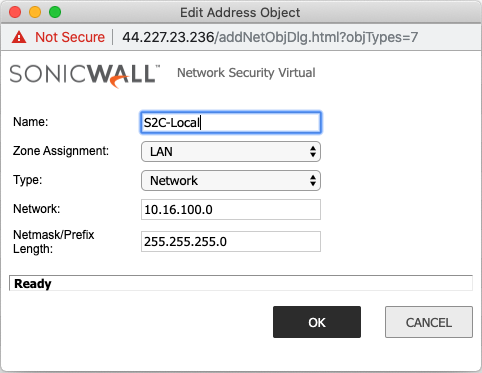 Edit Address Object
Not Secure | 44.227.23.236/addNetObjDlg.html?objTypes=7
SONICWALL™ Network Security Virtual
Name: S2C-Local
Zone Assignment: LAN
Type: Network
Network: 10.16.100.0
Netmask/Prefix
Length: 255.255.255.0
Ready
OK CANCEL